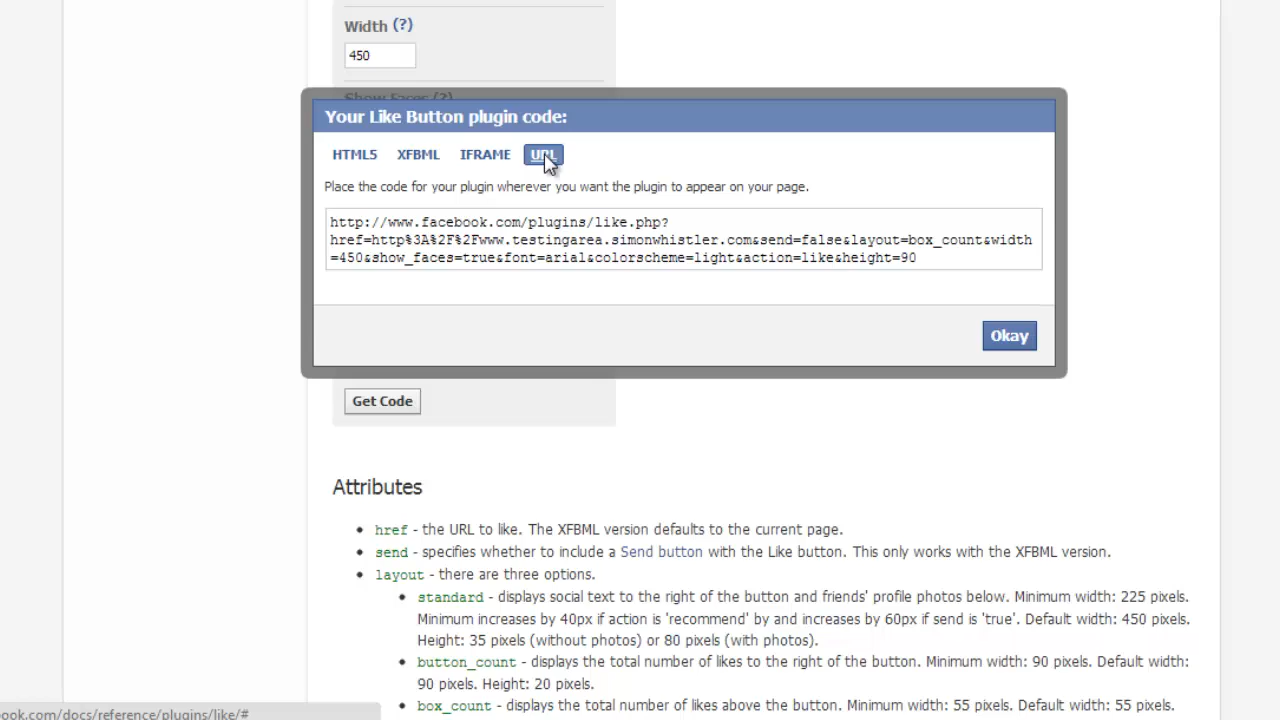 Width (?)
450
Show Faces (?)
Your Like Button plugin code:
HTML5 XFBML IFRAME URL
Place the code for your plugin wherever you want the plugin to appear on your page.
http://www.facebook.com/plugins/like.php?
href=http%3A%2F%2Fwww.testingarea.simonwhistler.com&send=false&layout=box_count&width
=450&show_faces=true&font=arial&colorscheme=light&action=like&height=90
Okay
Get Code
Attributes
• href - the URL to like. The XFBML version defaults to the current page.
• send - specifies whether to include a Send button with the Like button. This only works with the XFBML version.
• layout - there are three options.
• standard - displays social text to the right of the button and friends' profile photos below. Minimum width: 225 pixels.
Minimum increases by 40px if action is 'recommend' by and increases by 60px if send is 'true'. Default width: 450 pixels.
Height: 35 pixels (without photos) or 80 pixels (with photos).
• button_count - displays the total number of likes to the right of the button. Minimum width: 90 pixels. Default width:
90 pixels. Height: 20 pixels.
• box_count - displays the total number of likes above the button. Minimum width: 55 pixels. Default width: 55 pixels.
ook.com/docs/reference/plugins/like/#